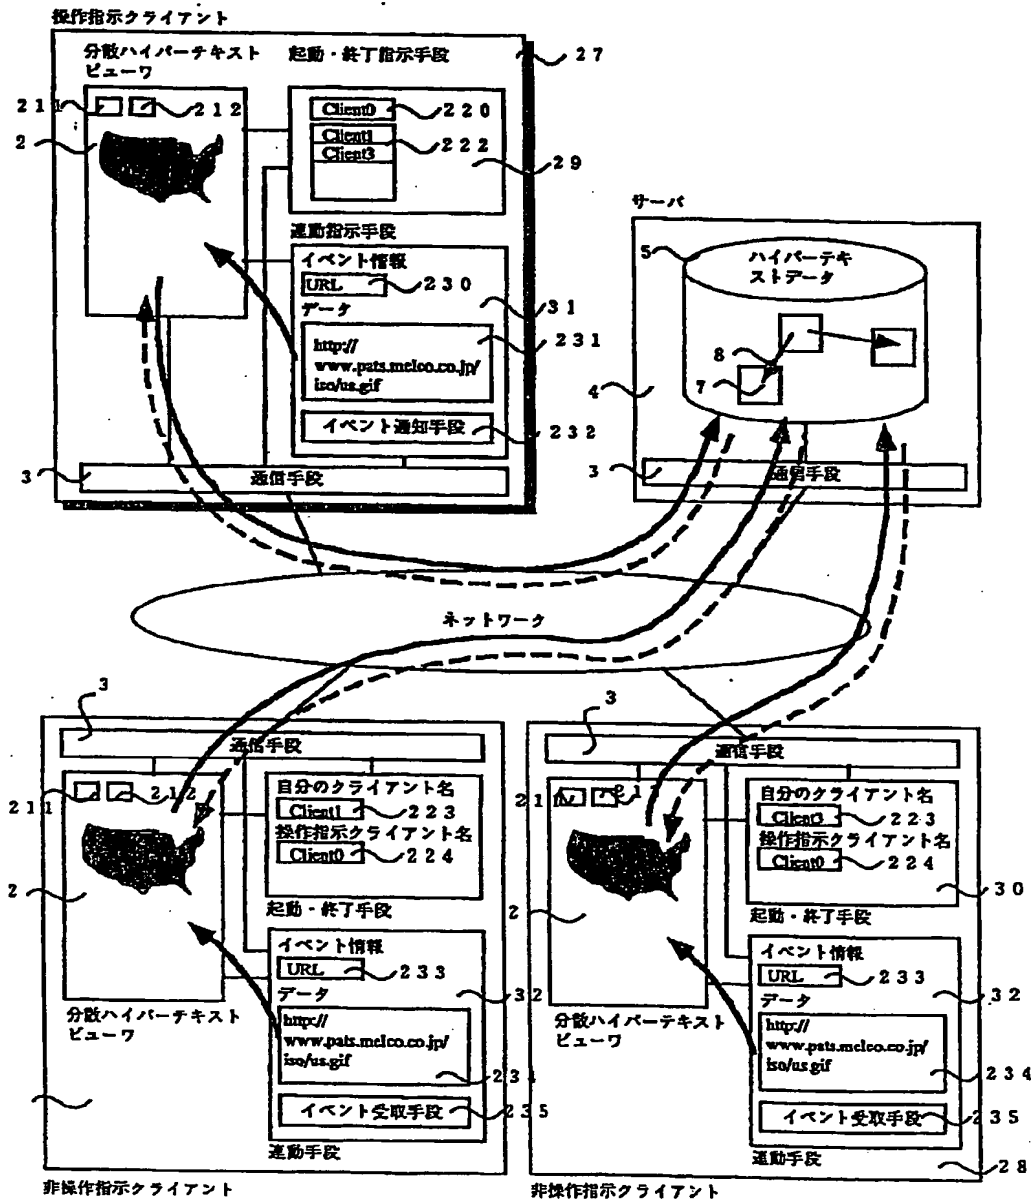 操作指示クライアント
分散ハイパーテキスト
ビューワ
起動・終了指示手段
27
211
212
2
Client0
220
Client1
222
Client3
29
連動指示手段
イベント情報
URL
230
31
データ
http://
www.pats.melco.co.jp/
iso/us.gif
231
イベント通知手段
232
3
通信手段
サーバ
5
ハイパーテキ
ストデータ
8
7
4
3
通信手段
ネットワーク
3
通信手段
211
212
自分のクライアント名
Client1
223
操作指示クライアント名
Client0
224
2
起動・終了手段
イベント情報
URL
233
32
データ
http://
www.pats.melco.co.jp/
iso/us.gif
234
イベント受取手段
235
連動手段
分散ハイパーテキスト
ビューワ
非操作指示クライアント
3
通信手段
自分のクライアント名
Client3
223
操作指示クライアント名
Client0
224
30
2
起動・終了手段
イベント情報
URL
233
32
データ
http://
www.pats.melco.co.jp/
iso/us.gif
234
イベント受取手段
235
連動手段
28
分散ハイパーテキスト
ビューワ
非操作指示クライアント